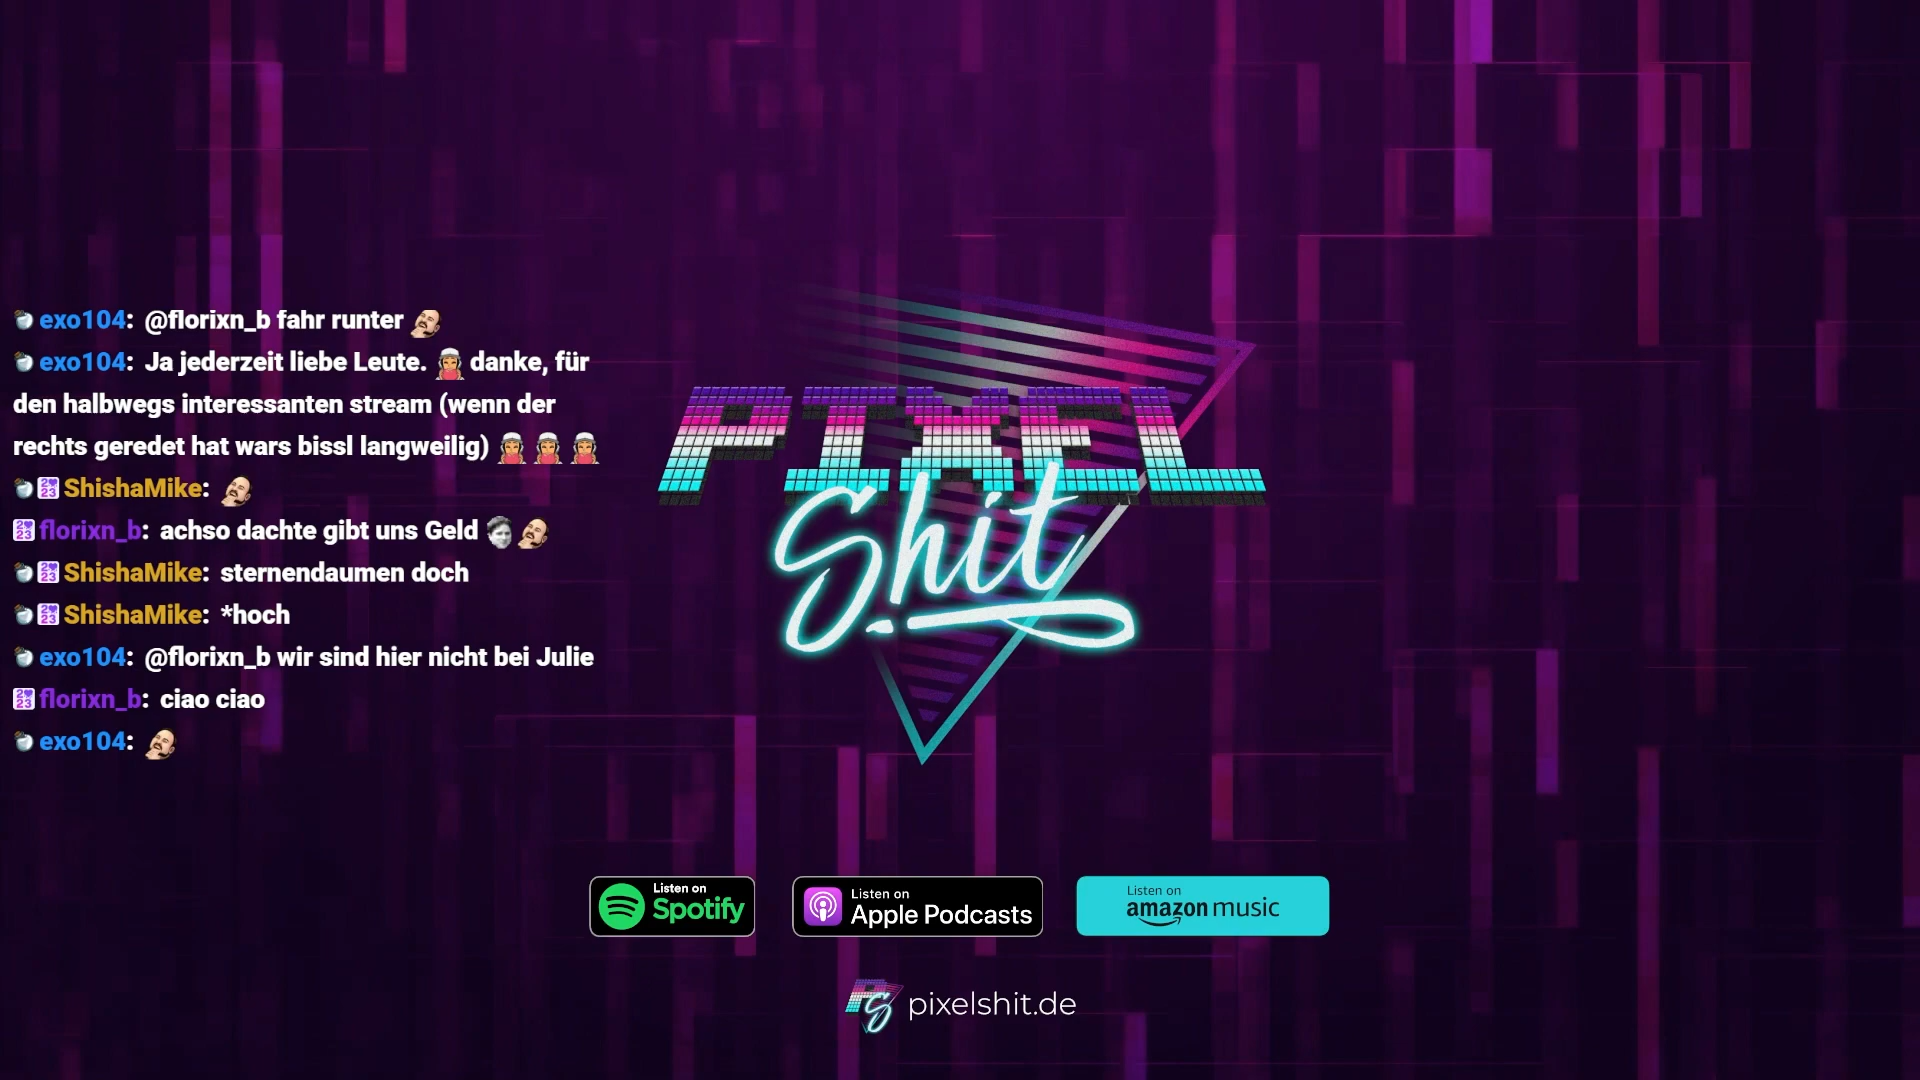 exo104: @florixn_b fahr runter
exo104: Ja jederzeit liebe Leute. danke, für
den halbwegs interessanten stream (wenn der
rechts geredet hat wars bissl langweilig)
ShishaMike:
florixn_b: achso dachte gibt uns Geld
ShishaMike: sternendaumen doch
ShishaMike: *hoch
exo104: @florixn_b wir sind hier nicht bei Julie
florixn_b: ciao ciao
exo104:
PIXEL
Shit
Listen on
Spotify
Listen on
Apple Podcasts
Listen on
amazon music
PS pixelshit.de